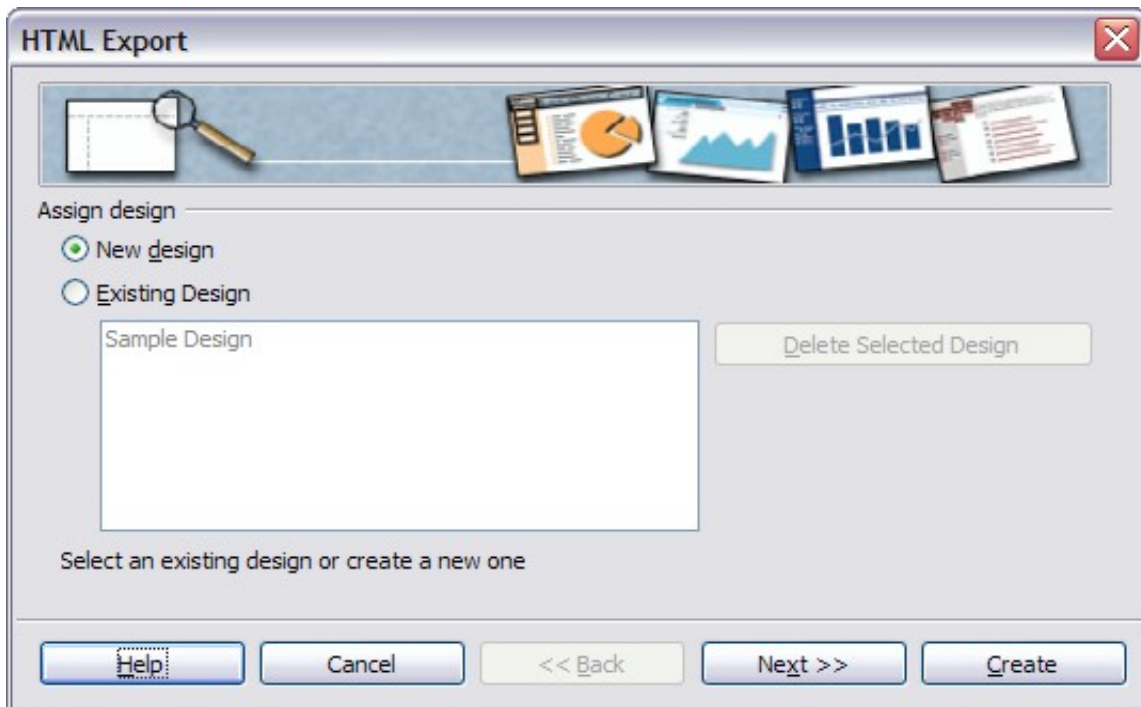 HTML Export
Assign design
New design
Existing Design
Sample Design
Delete Selected Design
Select an existing design or create a new one
Help
Cancel
<< Back
Next >>
Create